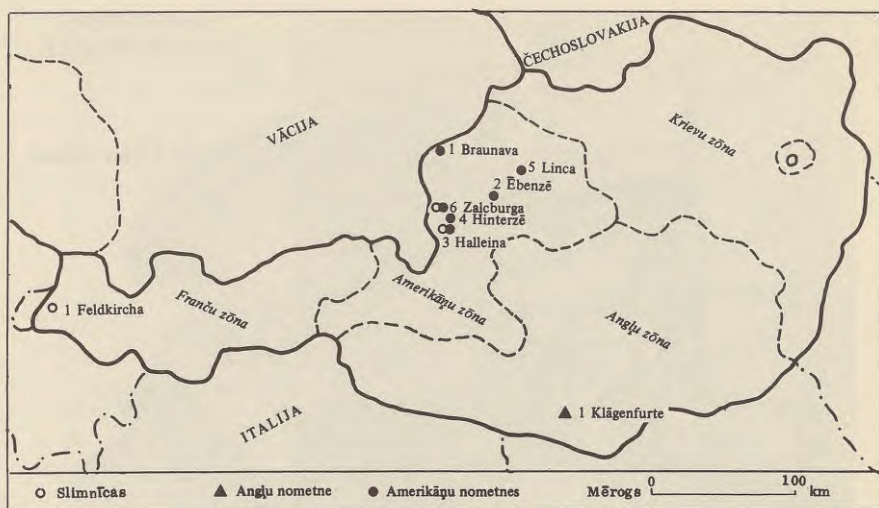 ČECHOSLOVAKIJA
VĀCIJA
Krievu zōna
1 Braunava
5 Linca
2 Ēbenzē
6 Zalcburga
4 Hinterzē
3 Halleina
Amerikāņu zōna
Franču zōna
1 Feldkircha
Angļu zōna
1 Klāgenfurte
ITALIJA
0 100
Slimnīcas Angļu nometne Amerikāņu nometnes Mērogs km